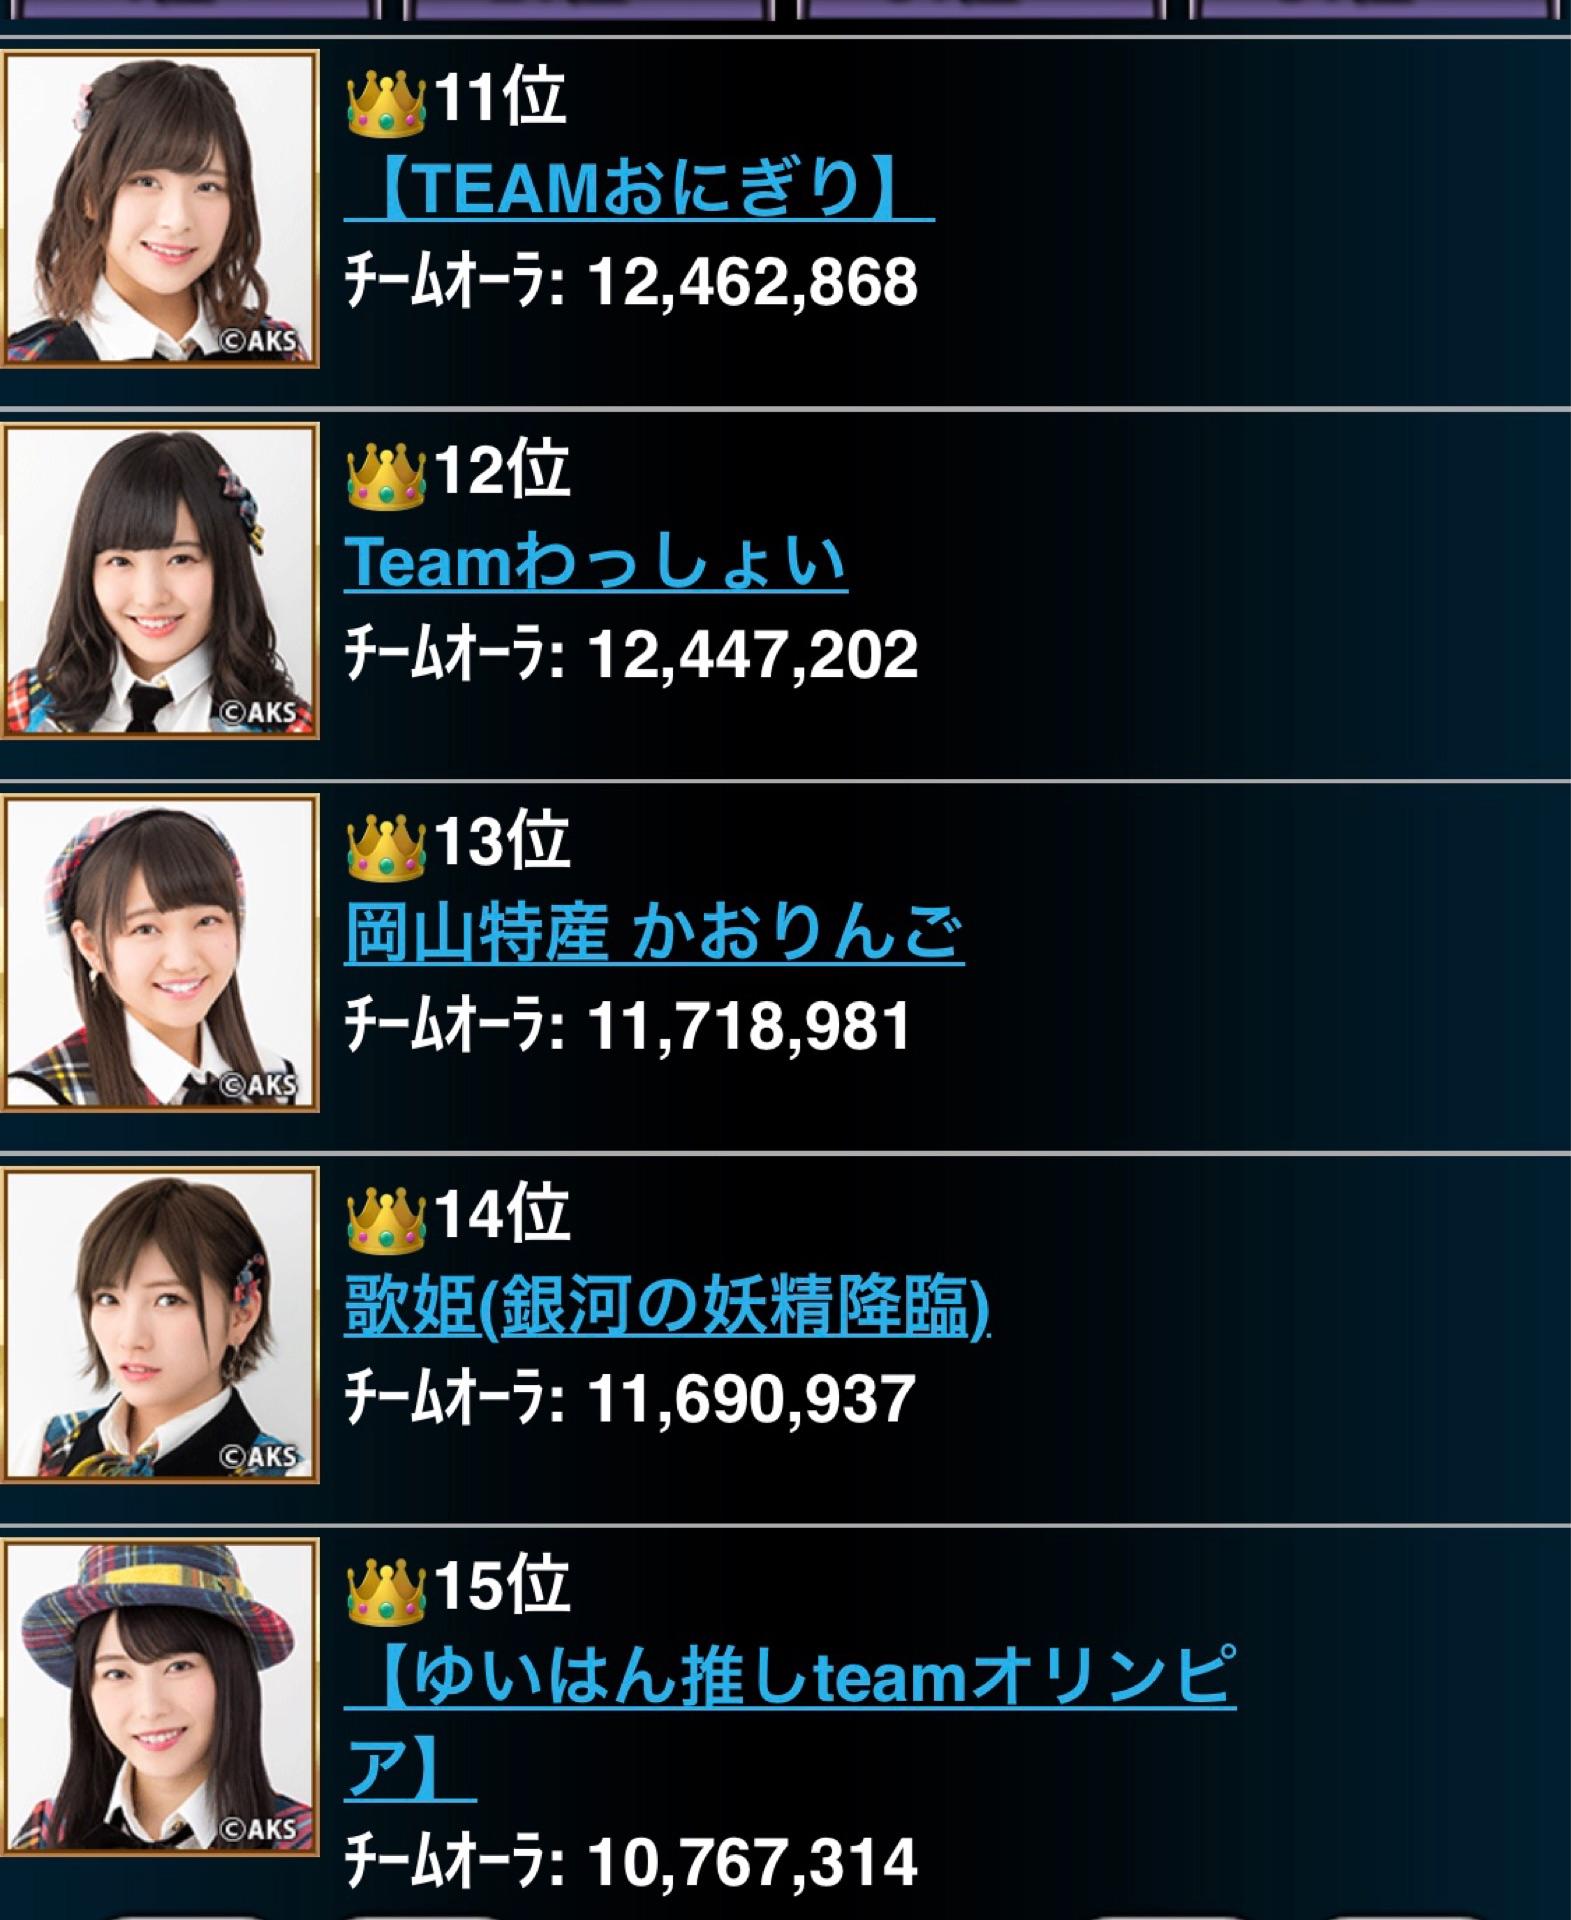 👑11位
【TEAMおにぎり】
ﾁｰﾑｵｰﾗ: 12,462,868
©AKS
👑12位
Teamわっしょい
ﾁｰﾑｵｰﾗ: 12,447,202
©AKS
👑13位
岡山特産 かおりんご
ﾁｰﾑｵｰﾗ: 11,718,981
©AKS
👑14位
歌姫(銀河の妖精降臨)
ﾁｰﾑｵｰﾗ: 11,690,937
©AKS
👑15位
【ゆいはん推しteamオリンピ
ア】
©AKS
ﾁｰﾑｵｰﾗ: 10,767,314